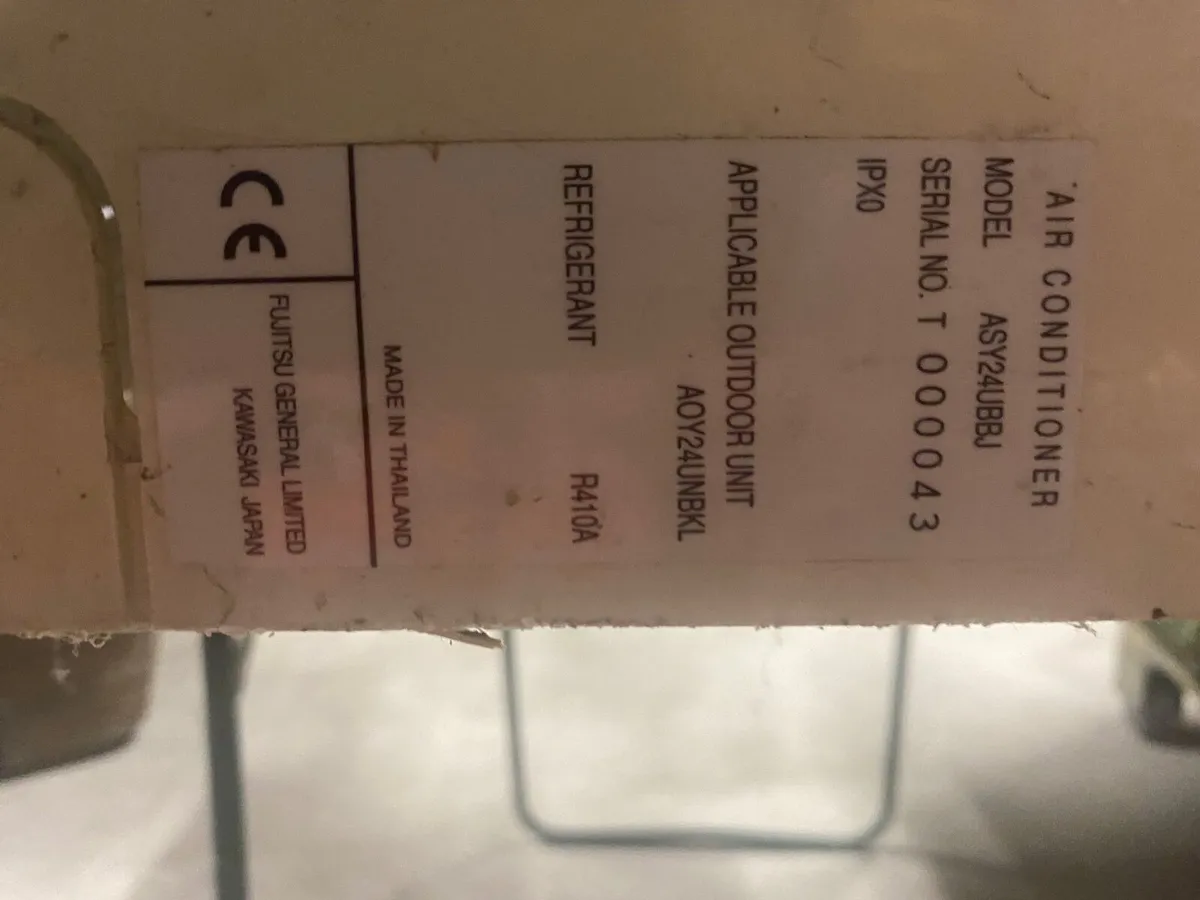 AIR CONDITIONER
MODEL ASY24UBBJ
SERIAL NO. T 000043
IPX0
APPLICABLE OUTDOOR UNIT
AOY24UNBKL
REFRIGERANT R410A
MADE IN THAILAND
CE
FUJITSU GENERAL LIMITED
KAWASAKI JAPAN